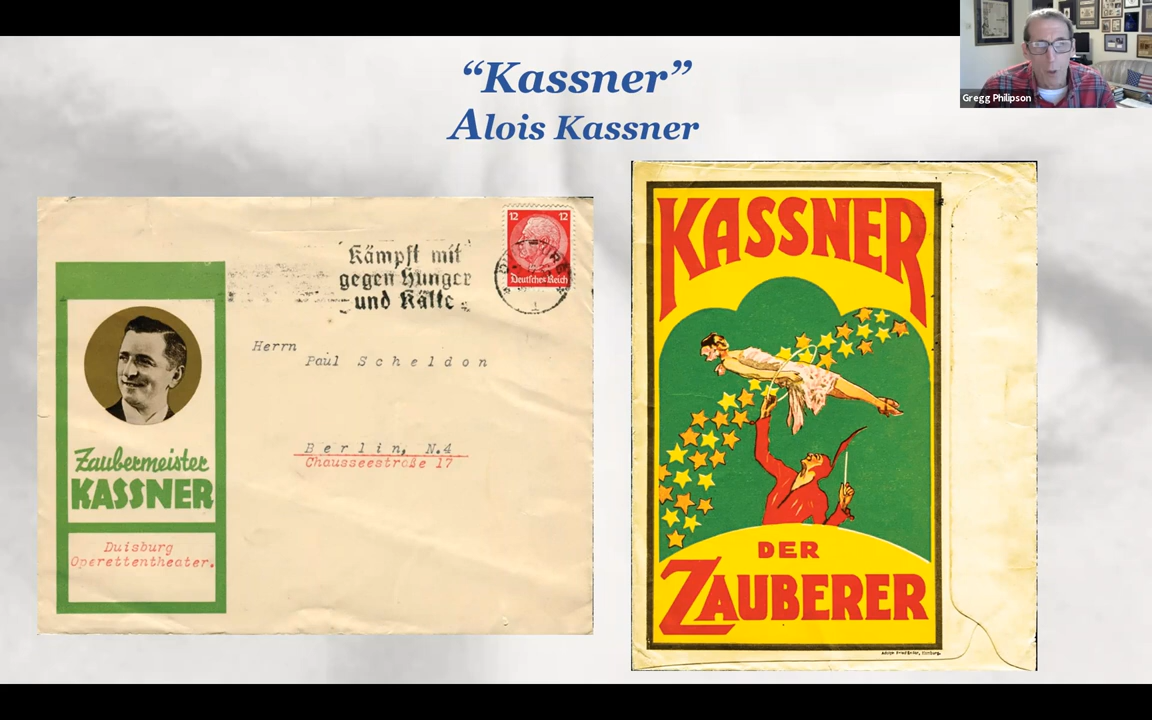 “Kassner”
Alois Kassner
Gregg Philipson
Kämpft mit
gegen Hunger
und Kälte
12 12
Deutsches Reich
Herrn
Paul Scheldon
Berlin, N.4
Chausseestraße 17
Zaubermeister
KASSNER
Duisburg
Operettentheater.
KASSNER
DER
ZAUBERER